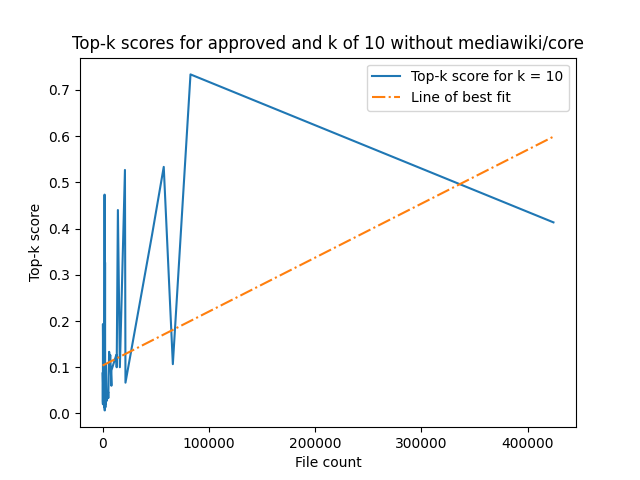 Top-k scores for approved and k of 10 without mediawiki/core
Top-k score for k = 10
Line of best fit
0.7
0.6
0.5
0.4
0.3
0.2
0.1
0.0
Top-k score
0 100000 200000 300000 400000
File count